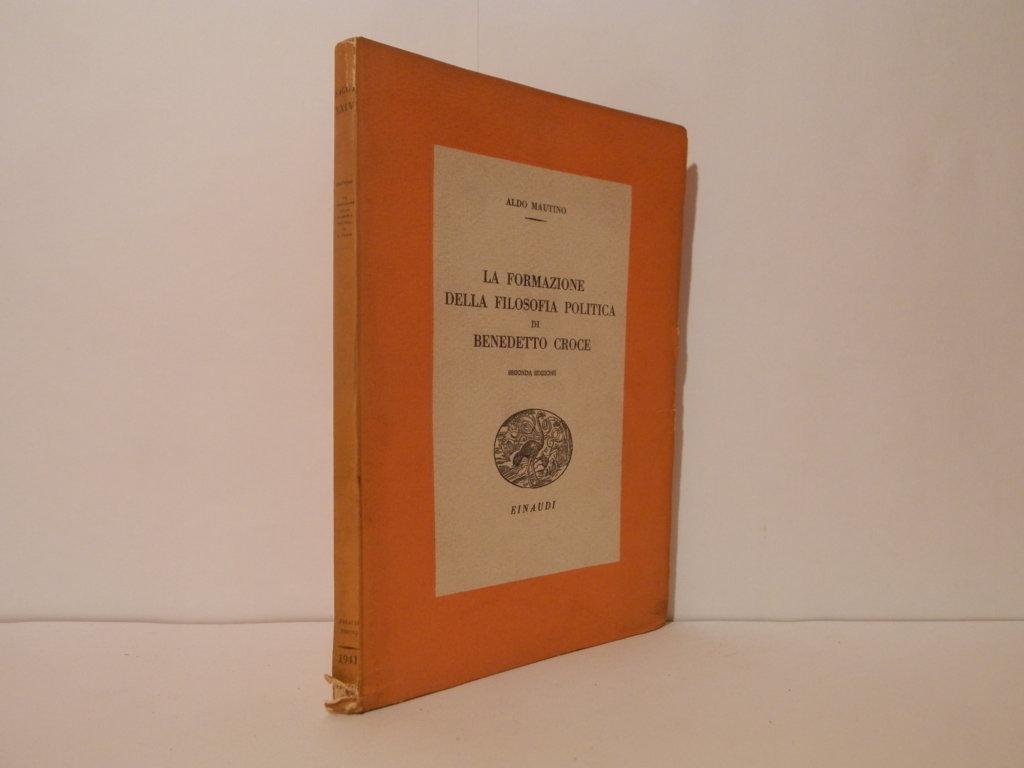 ALDO MAUTINO
LA FORMAZIONE
DELLA FILOSOFIA POLITICA
DI
BENEDETTO CROCE
SECONDA EDIZIONE
EINAUDI
1941